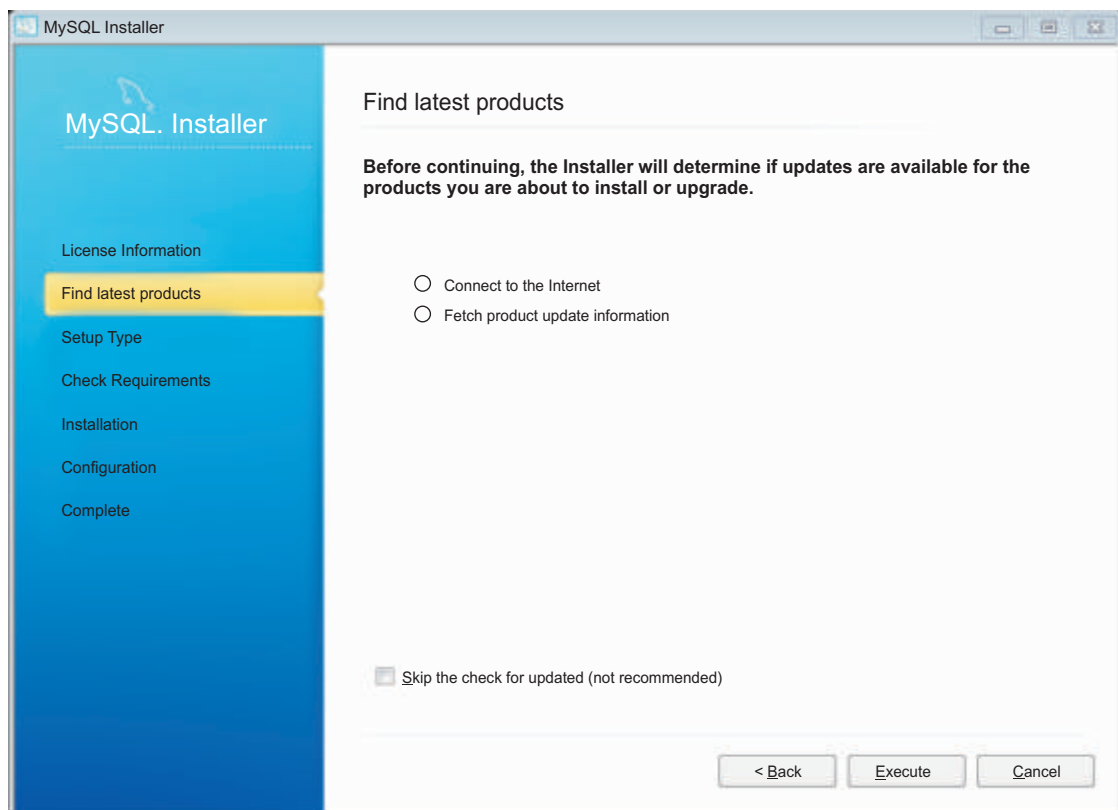 MySQL Installer
MySQL. Installer
License Information
Find latest products
Setup Type
Check Requirements
Installation
Configuration
Complete
Find latest products
Before continuing, the Installer will determine if updates are available for the
products you are about to install or upgrade.
Connect to the Internet
Fetch product update information
Skip the check for updated (not recommended)
< Back
Execute
Cancel